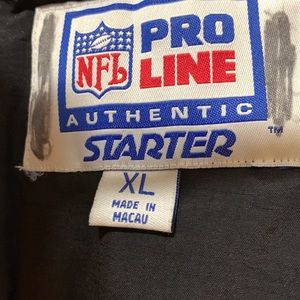 NFL
PRO
LINE
AUTHENTIC
STARTER
TM
XL
MADE IN
MACAU